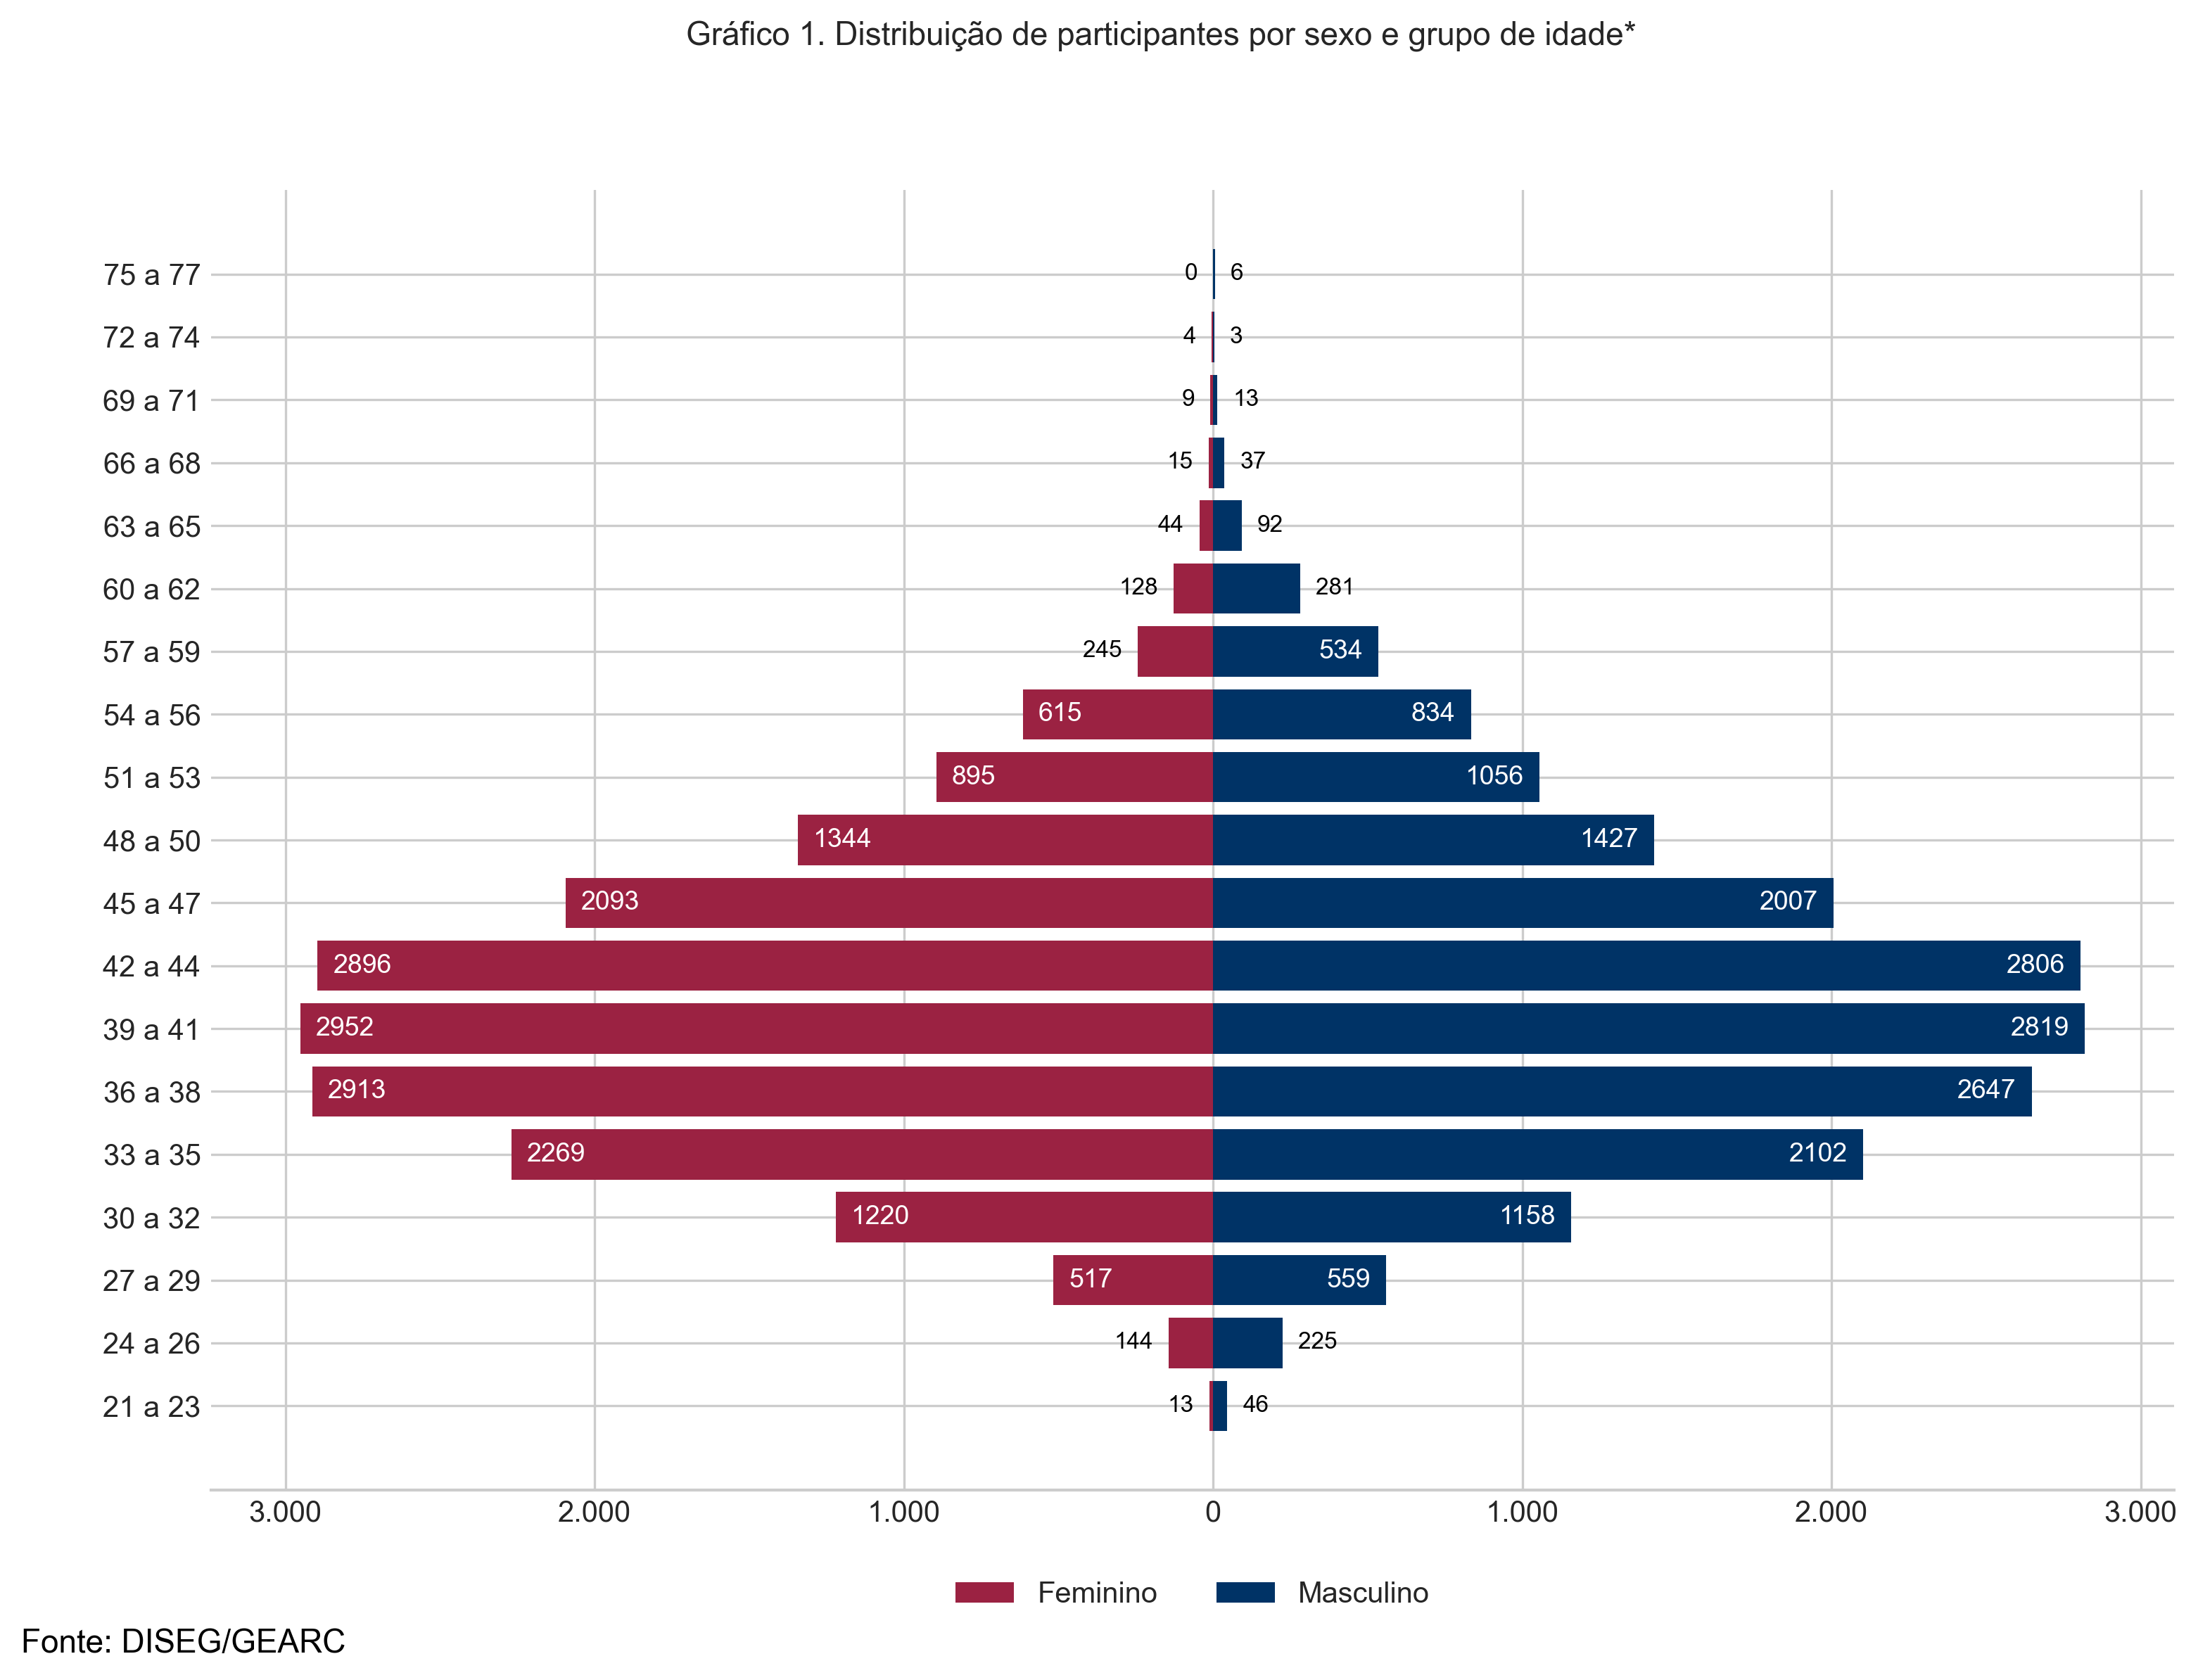 Gráfico 1. Distribuição de participantes por sexo e grupo de idade*
75 a 77 0 6
72 a 74 4 3
69 a 71 9 13
66 a 68 15 37
63 a 65 44 92
60 a 62 128 281
57 a 59 245 534
54 a 56 615 834
51 a 53 895 1056
48 a 50 1344 1427
45 a 47 2093 2007
42 a 44 2896 2806
39 a 41 2952 2819
36 a 38 2913 2647
33 a 35 2269 2102
30 a 32 1220 1158
27 a 29 517 559
24 a 26 144 225
21 a 23 13 46
3.000 2.000 1.000 0 1.000 2.000 3.000
Feminino Masculino
Fonte: DISEG/GEARC